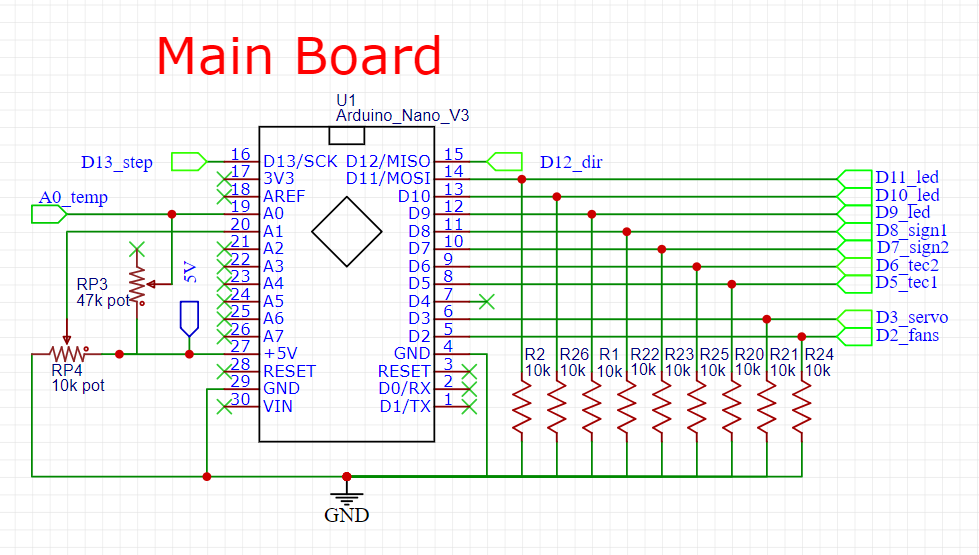 Main Board
U1
Arduino_Nano_V3
D13_step
16 D13/SCK D12/MISO 15
D12_dir
17 3V3 D11/MOSI 14
D11_led
18 AREF D10 13
D10_led
A0_temp
19 A0 D9 12
D9_led
20 A1 D8 11
D8_sign1
21 A2 D7 10
D7_sign2
22 A3 D6 9
D6_tec2
23 A4 D5 8
D5_tec1
RP3
47k pot
5V
24 A5 D4 7
25 A6 D3 6
D3_servo
26 A7 D2 5
D2_fans
27 +5V GND 4
28 RESET RESET 3
29 GND D0/RX 2
30 VIN D1/TX 1
RP4
10k pot
R2 R26 R1 R22 R23 R25 R20 R21 R24
10k 10k 10k 10k 10k 10k 10k 10k 10k
GND